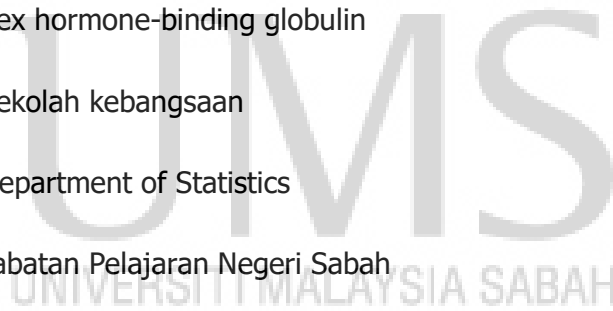 ex hormone-binding globulin
ekolah kebangsaan
epartment of Statistics
abatan Pelajaran Negeri Sabah
UMS
UNIVERSITI MALAYSIA SABAH